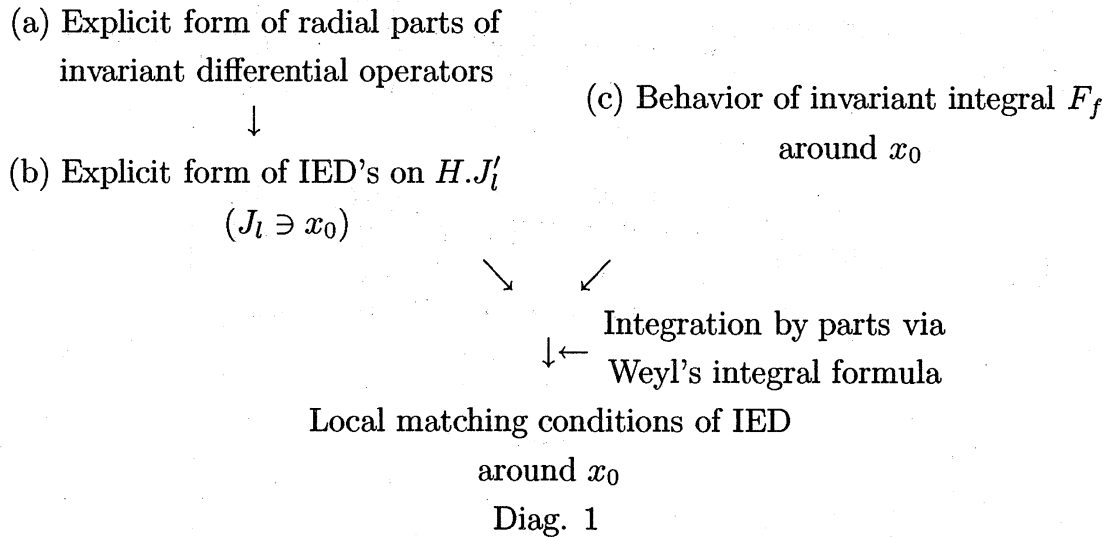 (a) Explicit form of radial parts of
invariant differential operators
↓
(b) Explicit form of IED's on $H.J'_l$
($J_l \ni x_0$)
(c) Behavior of invariant integral $F_f$
around $x_0$
↘ ↙
↓← Integration by parts via
Weyl's integral formula
Local matching conditions of IED
around $x_0$
Diag. 1